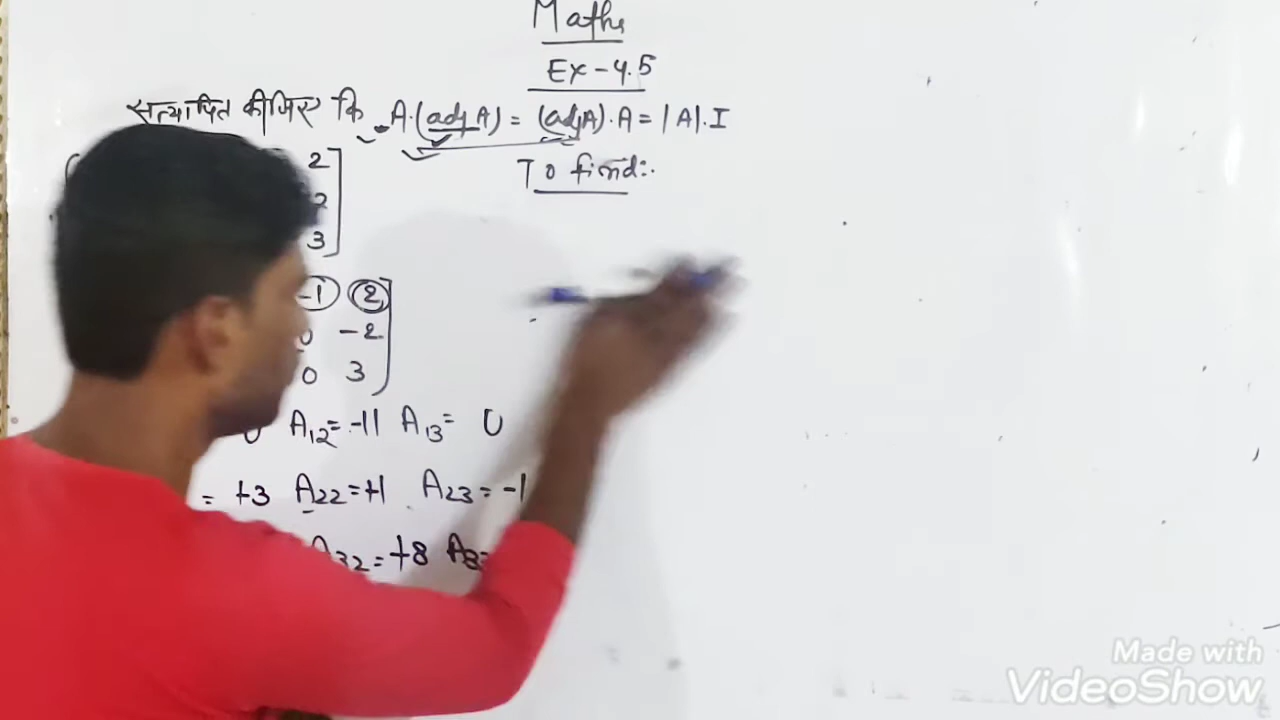 Maths
Ex-4.5
सत्यापित कीजिए कि A.(adj A) = (adjA).A = |A|.I
To find:.
2
2
3
-1 2
0 -2
0 3
0 A12= -11 A13= 0
= +3 A22=+1 A23=-1
A32=+8
Made with
VideoShow